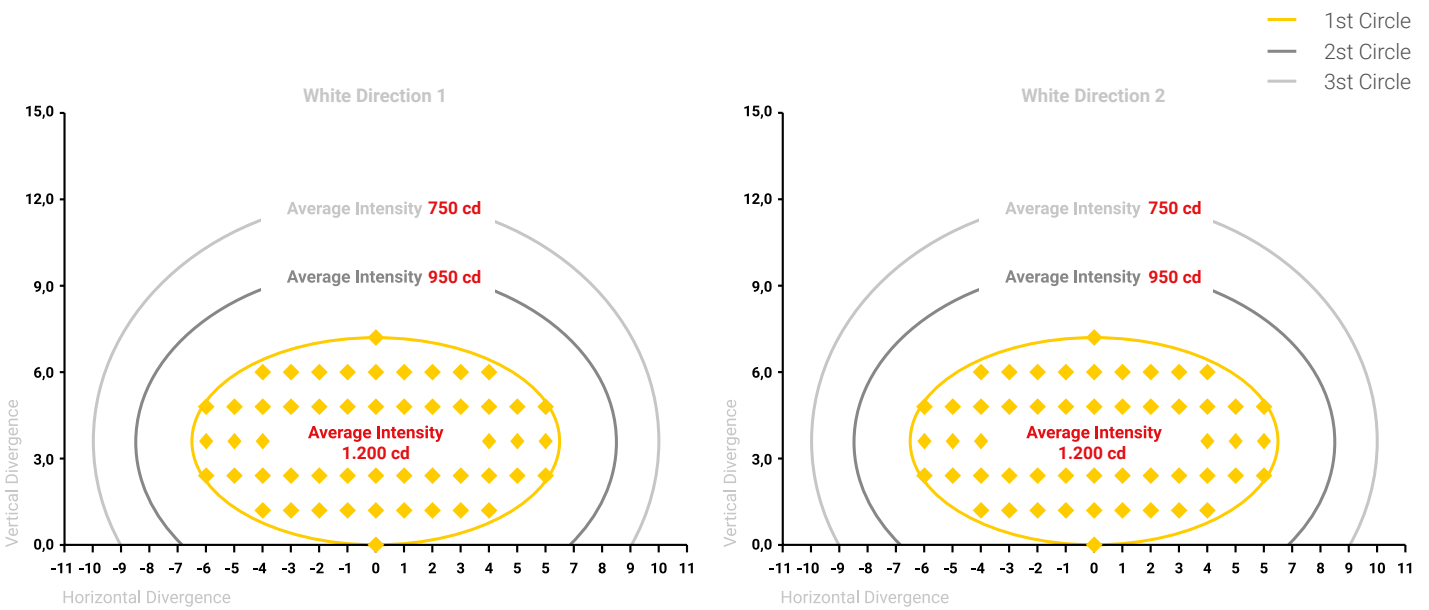 1st Circle
2st Circle
3st Circle
White Direction 1
15,0
12,0
9,0
6,0
3,0
0,0
Vertical Divergence
Average Intensity 750 cd
Average Intensity 950 cd
Average Intensity
1.200 cd
-11 -10 -9 -8 -7 -6 -5 -4 -3 -2 -1 0 1 2 3 4 5 6 7 8 9 10 11
Horizontal Divergence
White Direction 2
15,0
12,0
9,0
6,0
3,0
0,0
Vertical Divergence
Average Intensity 750 cd
Average Intensity 950 cd
Average Intensity
1.200 cd
-11 -10 -9 -8 -7 -6 -5 -4 -3 -2 -1 0 1 2 3 4 5 6 7 8 9 10 11
Horizontal Divergence